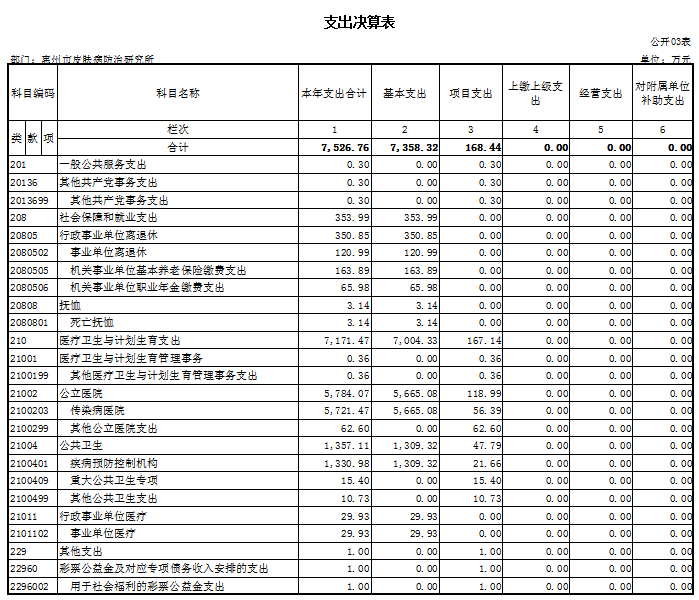 支出决算表
公开03表
部门：惠州市皮肤病防治研究所 单位：万元
科目编码 科目名称 本年支出合计 基本支出 项目支出 上缴上级支出 经营支出 对附属单位补助支出
类 款 项 栏次 1 2 3 4 5 6
合计 7,526.76 7,358.32 168.44 0.00 0.00 0.00
201 一般公共服务支出 0.30 0.00 0.30 0.00 0.00 0.00
20136 其他共产党事务支出 0.30 0.00 0.30 0.00 0.00 0.00
2013699 其他共产党事务支出 0.30 0.00 0.30 0.00 0.00 0.00
208 社会保障和就业支出 353.99 353.99 0.00 0.00 0.00 0.00
20805 行政事业单位离退休 350.85 350.85 0.00 0.00 0.00 0.00
2080502 事业单位离退休 120.99 120.99 0.00 0.00 0.00 0.00
2080505 机关事业单位基本养老保险缴费支出 163.89 163.89 0.00 0.00 0.00 0.00
2080506 机关事业单位职业年金缴费支出 65.98 65.98 0.00 0.00 0.00 0.00
20808 抚恤 3.14 3.14 0.00 0.00 0.00 0.00
2080801 死亡抚恤 3.14 3.14 0.00 0.00 0.00 0.00
210 医疗卫生与计划生育支出 7,171.47 7,004.33 167.14 0.00 0.00 0.00
21001 医疗卫生与计划生育管理事务 0.36 0.00 0.36 0.00 0.00 0.00
2100199 其他医疗卫生与计划生育管理事务支出 0.36 0.00 0.36 0.00 0.00 0.00
21002 公立医院 5,784.07 5,665.08 118.99 0.00 0.00 0.00
2100203 传染病医院 5,721.47 5,665.08 56.39 0.00 0.00 0.00
2100299 其他公立医院支出 62.60 0.00 62.60 0.00 0.00 0.00
21004 公共卫生 1,357.11 1,309.32 47.79 0.00 0.00 0.00
2100401 疾病预防控制机构 1,330.98 1,309.32 21.66 0.00 0.00 0.00
2100409 重大公共卫生专项 15.40 0.00 15.40 0.00 0.00 0.00
2100499 其他公共卫生支出 10.73 0.00 10.73 0.00 0.00 0.00
21011 行政事业单位医疗 29.93 29.93 0.00 0.00 0.00 0.00
2101102 事业单位医疗 29.93 29.93 0.00 0.00 0.00 0.00
229 其他支出 1.00 0.00 1.00 0.00 0.00 0.00
22960 彩票公益金及对应专项债务收入安排的支出 1.00 0.00 1.00 0.00 0.00 0.00
2296002 用于社会福利的彩票公益金支出 1.00 0.00 1.00 0.00 0.00 0.00